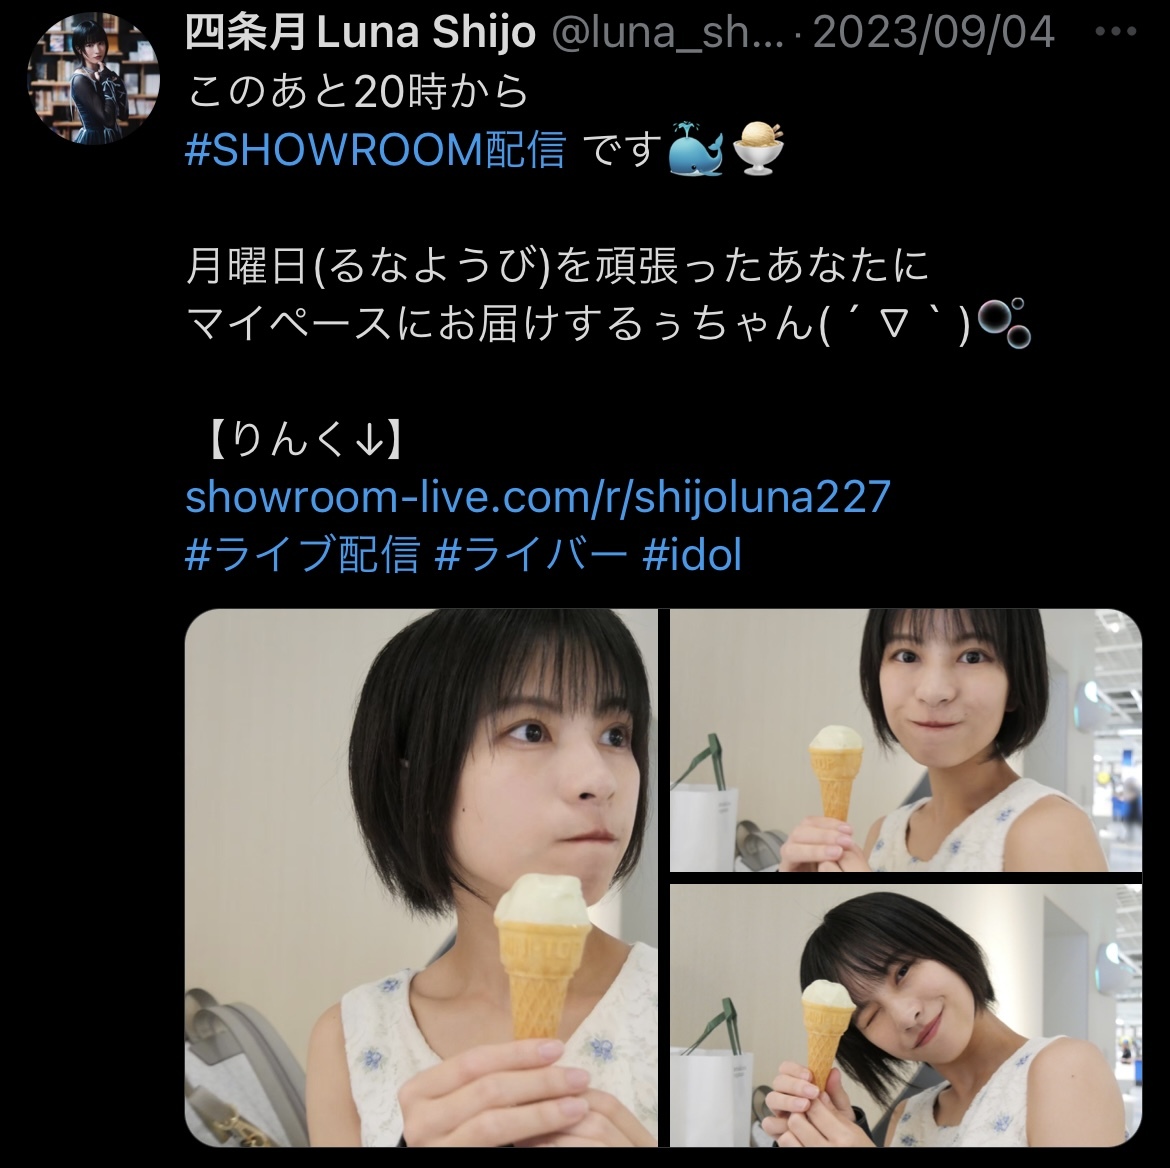 四条月Luna Shijo @luna_sh... · 2023/09/04
このあと20時から
#SHOWROOM配信 です🐳🍨
月曜日(るなようび)を頑張ったあなたに
マイペースにお届けするぅちゃん( ´ ▽ ` )🫧
【りんく↓】
showroom-live.com/r/shijoluna227
#ライブ配信 #ライバー #idol